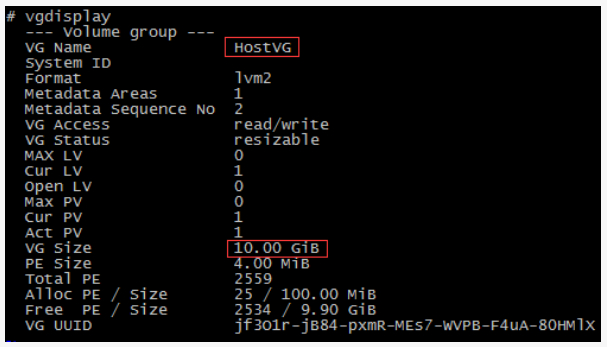 # vgdisplay
--- Volume group ---
VG Name HostVG
System ID
Format lvm2
Metadata Areas 1
Metadata Sequence No 2
VG Access read/write
VG Status resizable
MAX LV 0
Cur LV 1
Open LV 0
Max PV 0
Cur PV 1
Act PV 1
VG Size 10.00 GiB
PE Size 4.00 MiB
Total PE 2559
Alloc PE / Size 25 / 100.00 MiB
Free PE / Size 2534 / 9.90 GiB
VG UUID jf3O1r-jB84-pxmR-MEs7-WVPB-F4uA-8OHMlX